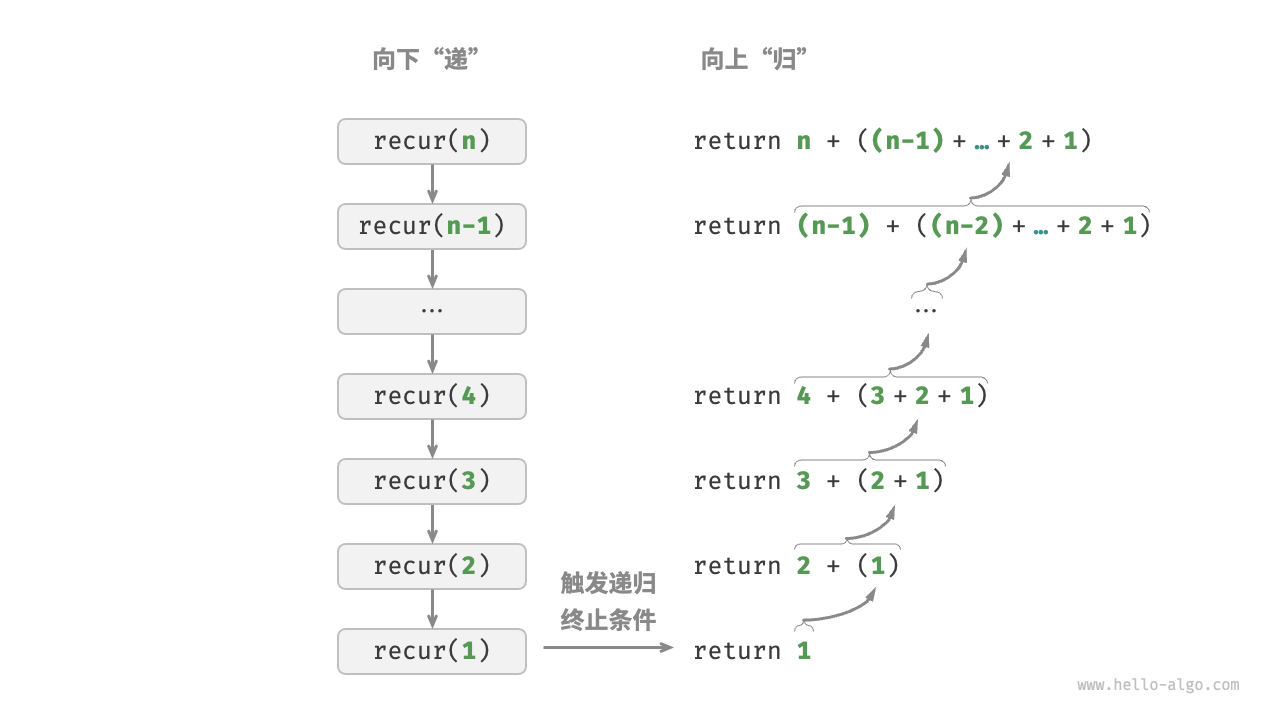 向下“递” 向上“归”
recur(n) return n + ((n-1) + … + 2 + 1)
recur(n-1) return (n-1) + ((n-2) + … + 2 + 1)
… …
recur(4) return 4 + (3 + 2 + 1)
recur(3) return 3 + (2 + 1)
recur(2) return 2 + (1)
触发递归
终止条件
recur(1) return 1
www.hello-algo.com